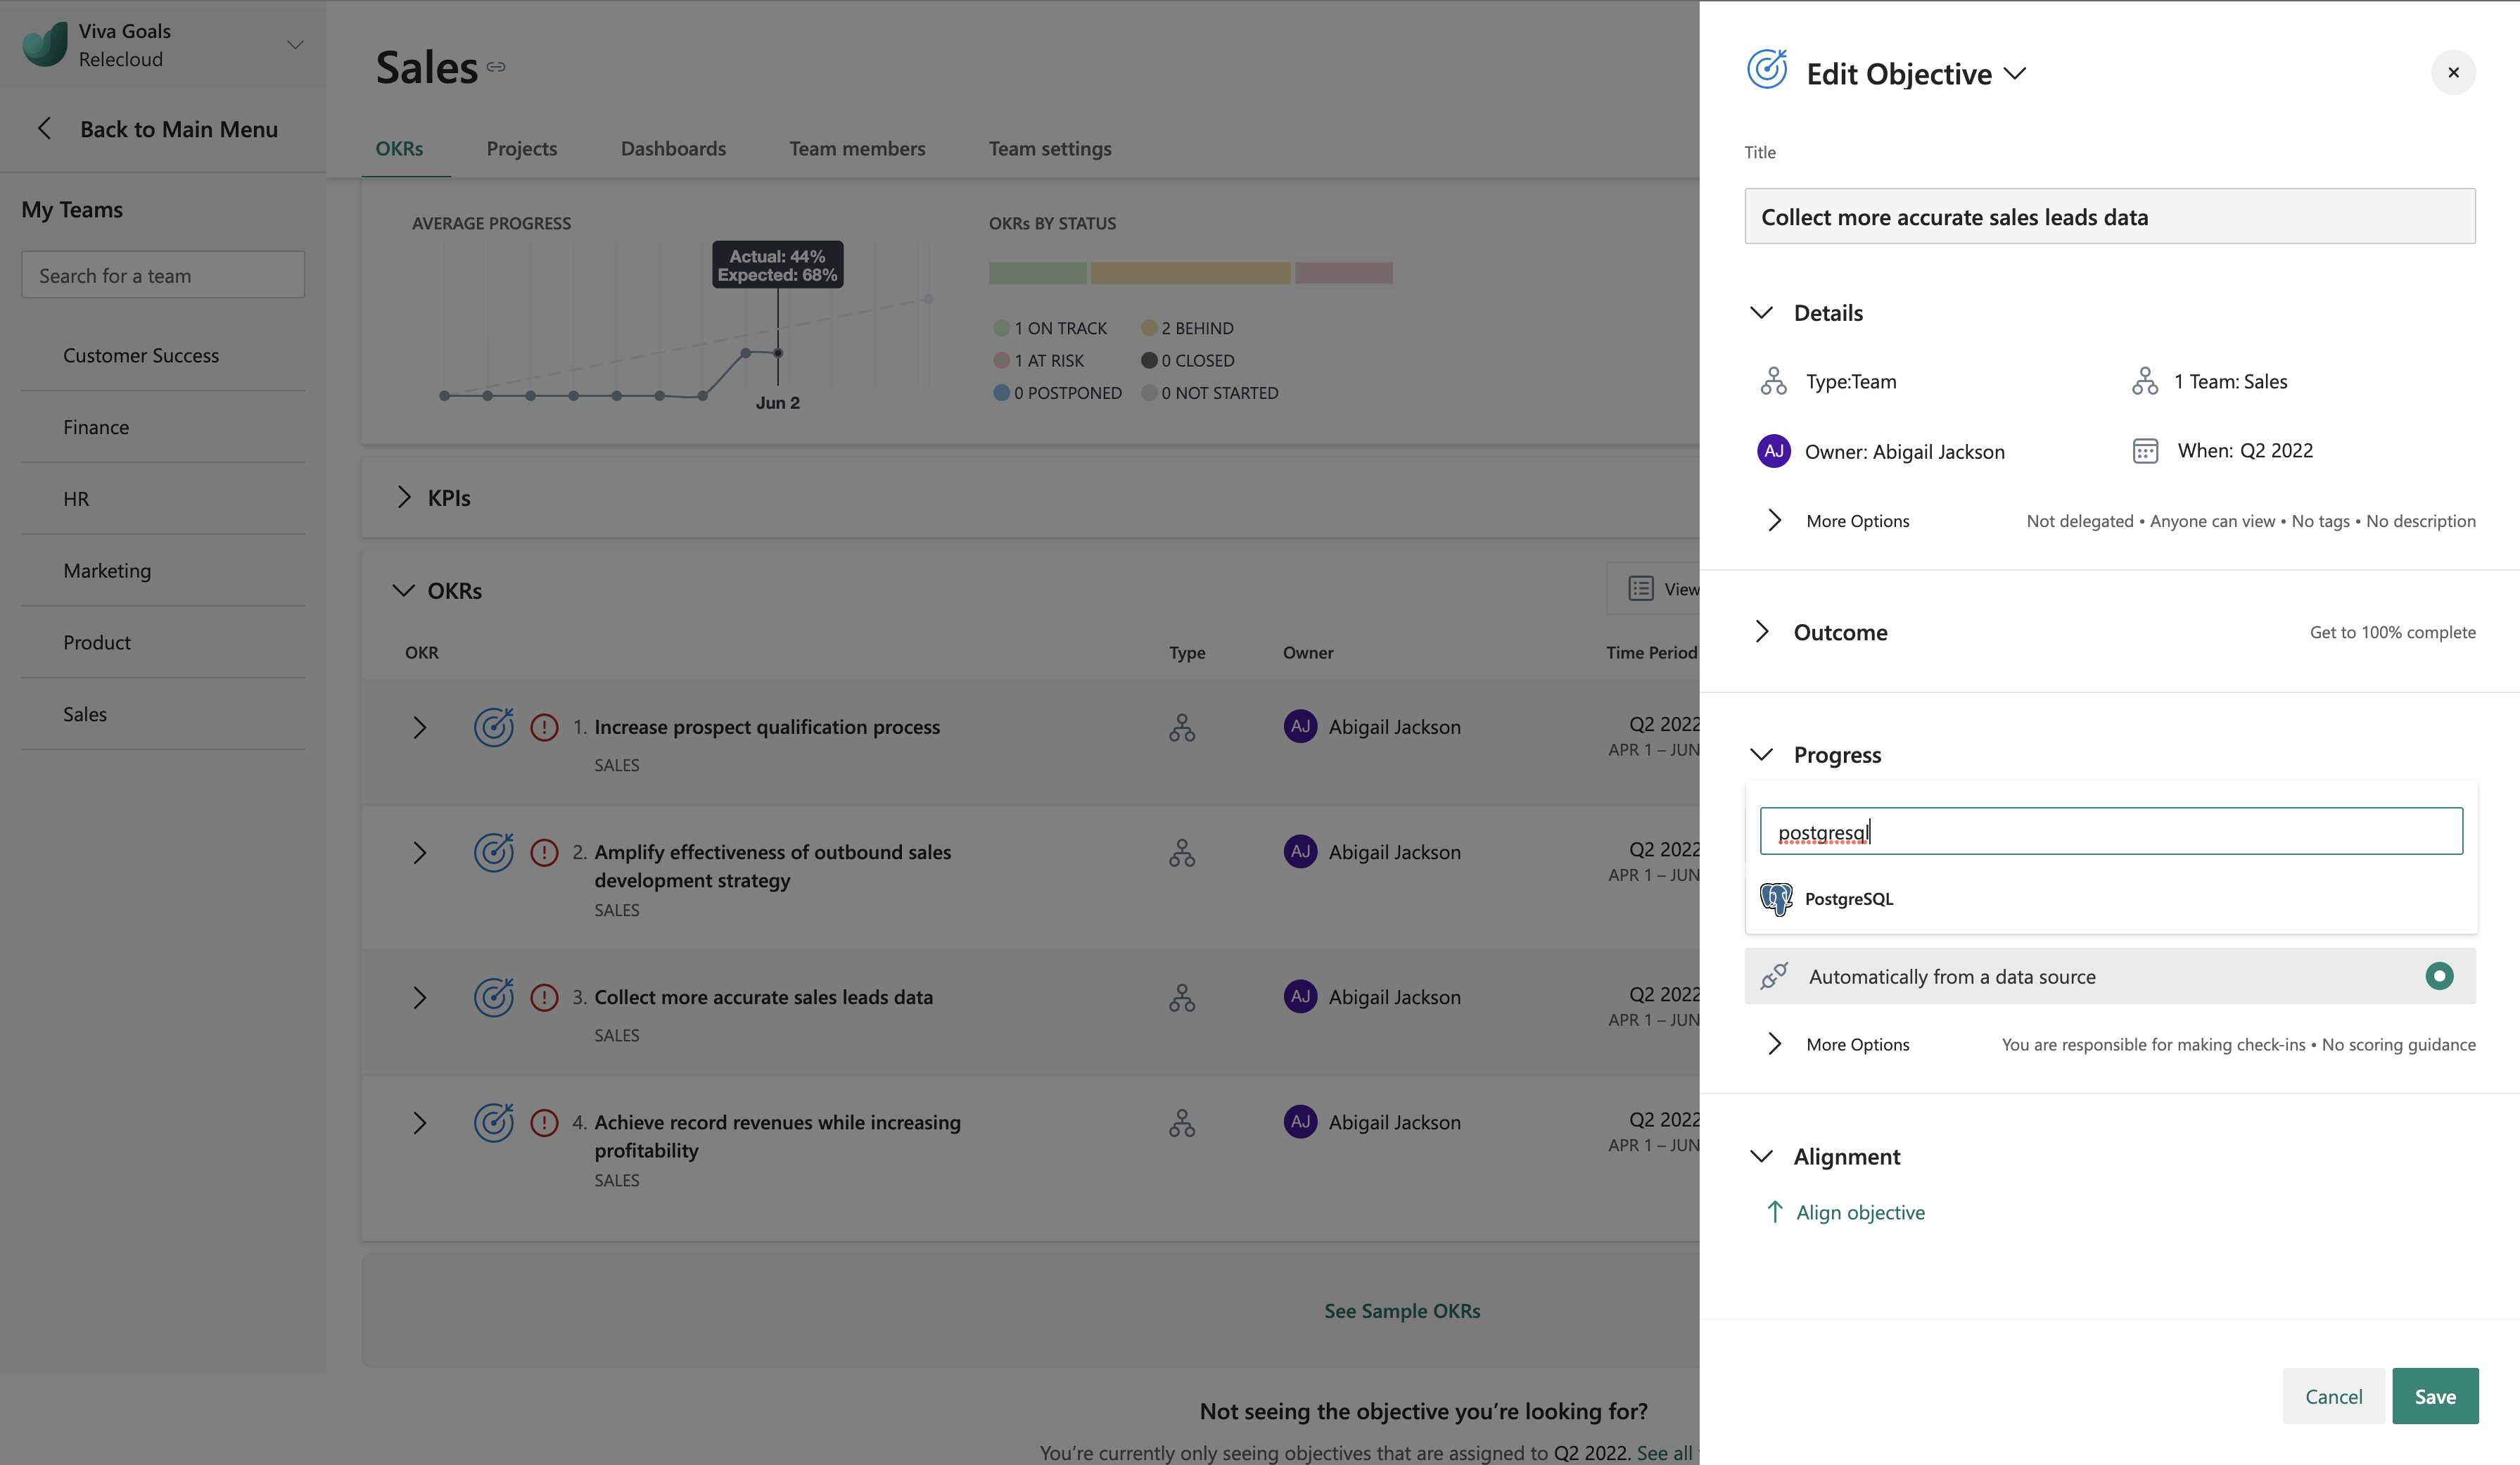 Viva Goals
Relecloud
Back to Main Menu
My Teams
Search for a team
Customer Success
Finance
HR
Marketing
Product
Sales
Sales
OKRs Projects Dashboards Team members Team settings
AVERAGE PROGRESS
Actual: 44%
Expected: 68%
Jun 2
OKRs BY STATUS
1 ON TRACK 2 BEHIND
1 AT RISK 0 CLOSED
0 POSTPONED 0 NOT STARTED
KPIs
OKRs
View
OKR Type Owner Time Period
1. Increase prospect qualification process AJ Abigail Jackson Q2 2022
SALES APR 1 – JUN
2. Amplify effectiveness of outbound sales AJ Abigail Jackson Q2 2022
development strategy APR 1 – JUN
SALES
3. Collect more accurate sales leads data AJ Abigail Jackson Q2 2022
SALES APR 1 – JUN
4. Achieve record revenues while increasing AJ Abigail Jackson Q2 2022
profitability APR 1 – JUN
SALES
See Sample OKRs
Not seeing the objective you’re looking for?
You’re currently only seeing objectives that are assigned to Q2 2022. See all
Edit Objective
Title
Collect more accurate sales leads data
Details
Type:Team 1 Team: Sales
AJ Owner: Abigail Jackson When: Q2 2022
More Options Not delegated • Anyone can view • No tags • No description
Outcome Get to 100% complete
Progress
postgresql
PostgreSQL
Automatically from a data source
More Options You are responsible for making check-ins • No scoring guidance
Alignment
Align objective
Cancel Save